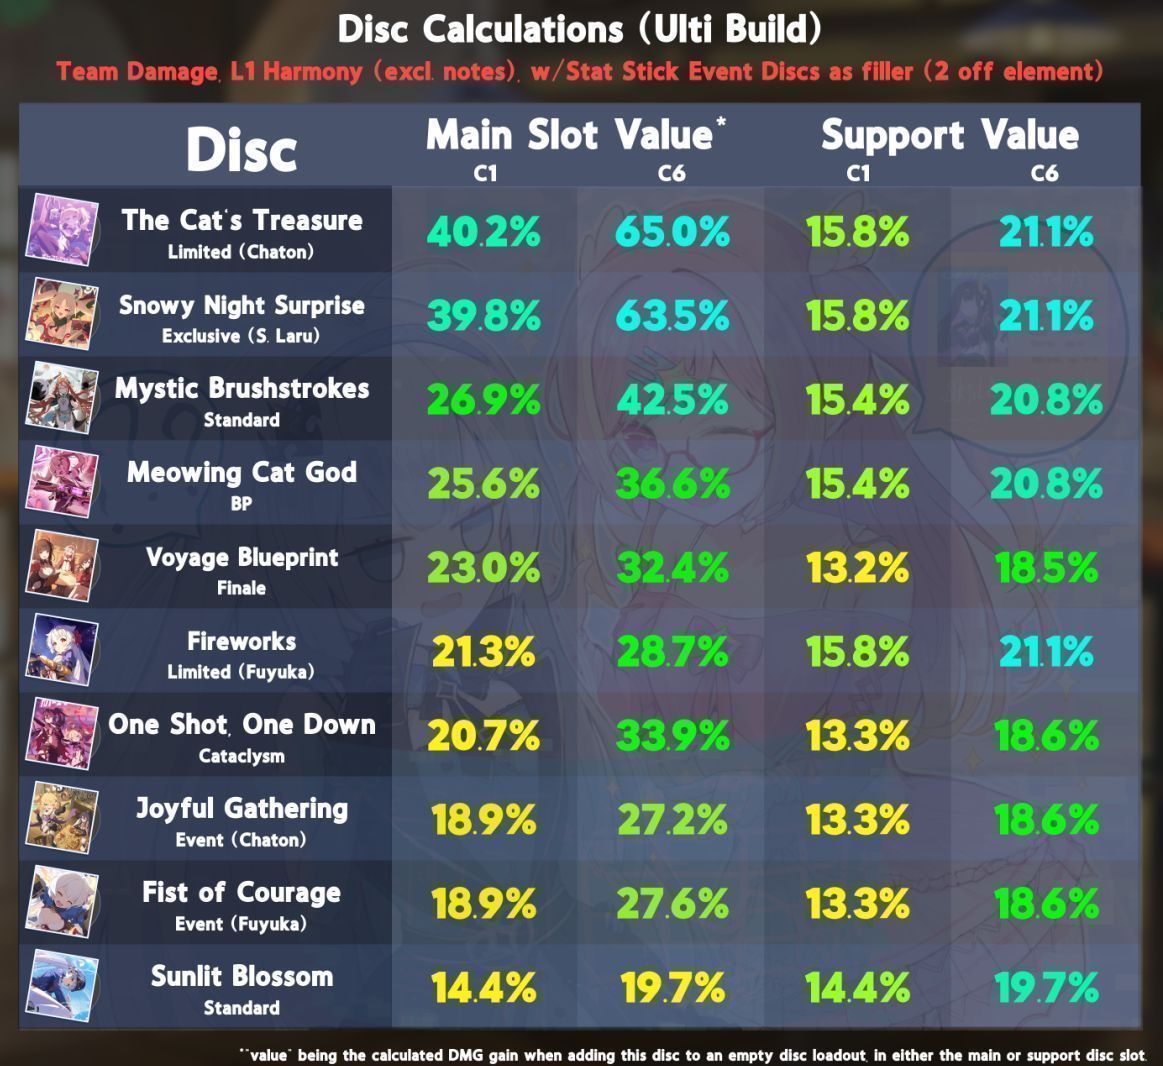 Disc Calculations (Ulti Build)
Team Damage, L1 Harmony (excl. notes), w/Stat Stick Event Discs as filler (2 off element)
Disc Main Slot Value* Support Value
C1 C6 C1 C6
The Cat's Treasure
Limited (Chaton)
40.2% 65.0% 15.8% 21.1%
Snowy Night Surprise
Exclusive (S. Laru)
39.8% 63.5% 15.8% 21.1%
Mystic Brushstrokes
Standard
26.9% 42.5% 15.4% 20.8%
Meowing Cat God
BP
25.6% 36.6% 15.4% 20.8%
Voyage Blueprint
Finale
23.0% 32.4% 13.2% 18.5%
Fireworks
Limited (Fuyuka)
21.3% 28.7% 15.8% 21.1%
One Shot, One Down
Cataclysm
20.7% 33.9% 13.3% 18.6%
Joyful Gathering
Event (Chaton)
18.9% 27.2% 13.3% 18.6%
Fist of Courage
Event (Fuyuka)
18.9% 27.6% 13.3% 18.6%
Sunlit Blossom
Standard
14.4% 19.7% 14.4% 19.7%
*"value" being the calculated DMG gain when adding this disc to an empty disc loadout, in either the main or support disc slot.